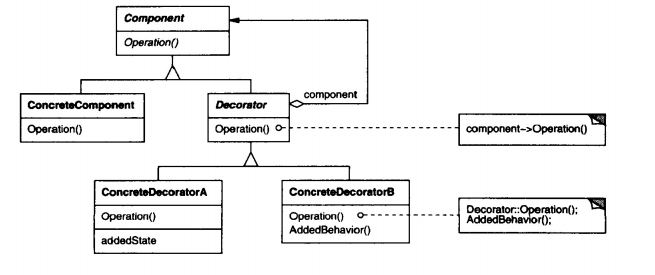 Component
Operation()
component
ConcreteComponent
Operation()
Decorator
Operation()
component->Operation()
ConcreteDecoratorA
Operation()
addedState
ConcreteDecoratorB
Operation()
AddedBehavior()
Decorator::Operation();
AddedBehavior();